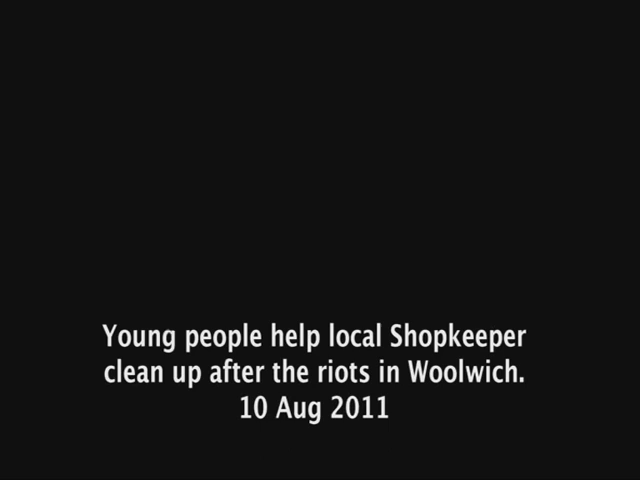 Young people help local Shopkeeper
clean up after the riots in Woolwich.
10 Aug 2011